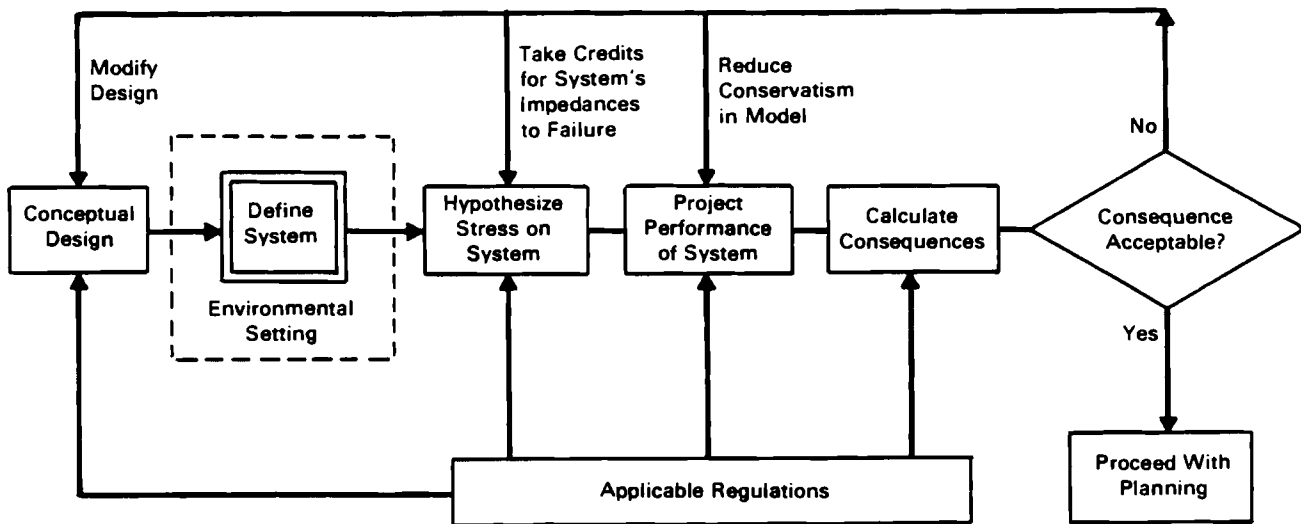 Modify
Design
Take Credits
for System's
Impedances
to Failure
Reduce
Conservatism
in Model
No
Conceptual
Design
Define
System
Environmental
Setting
Hypothesize
Stress on
System
Project
Performance
of System
Calculate
Consequences
Consequence
Acceptable?
Yes
Applicable Regulations
Proceed With
Planning